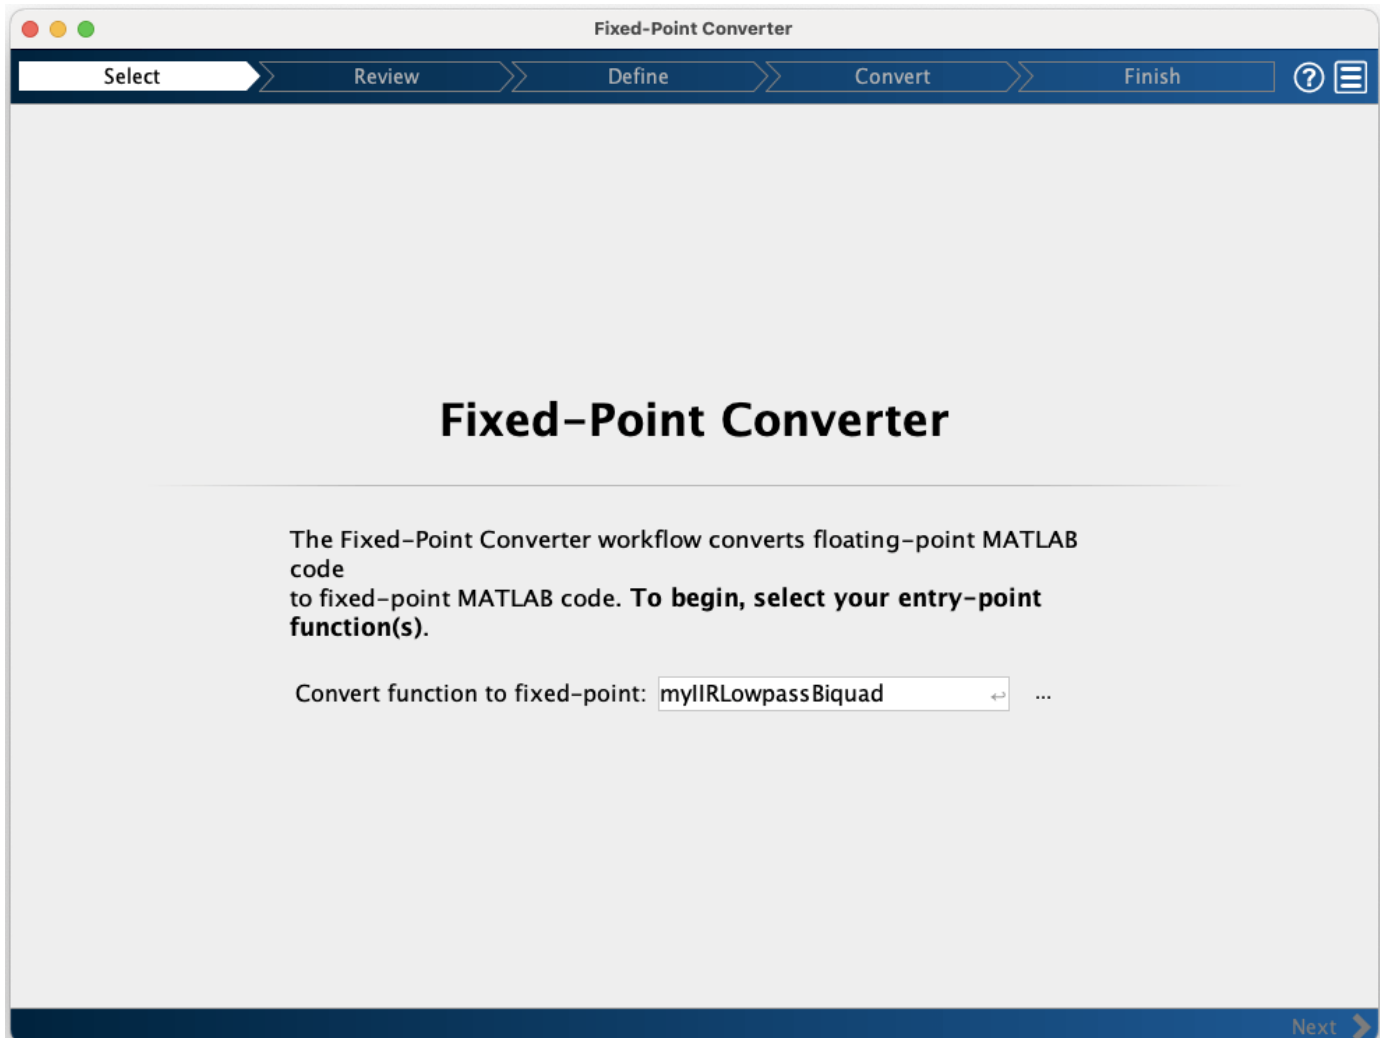 Fixed-Point Converter
Select Review Define Convert Finish ?
Fixed-Point Converter
The Fixed-Point Converter workflow converts floating-point MATLAB
code
to fixed-point MATLAB code. To begin, select your entry-point
function(s).
Convert function to fixed-point: myIIRLowpassBiquad ...
Next